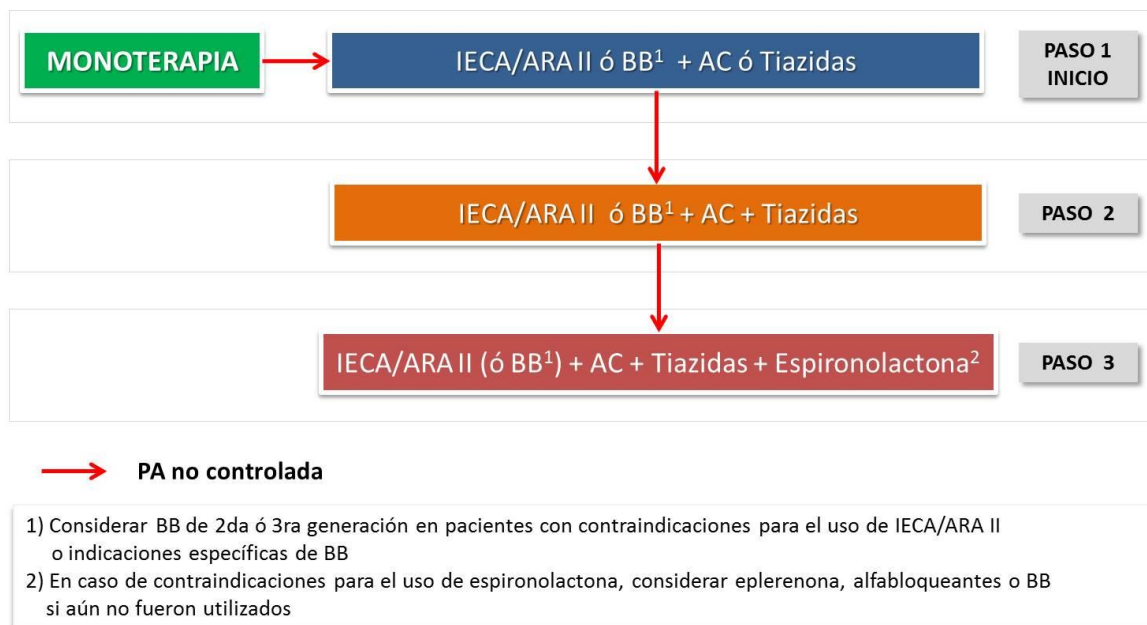 MONOTERAPIA
IECA/ARA II ó BB¹ + AC ó Tiazidas
PASO 1
INICIO
IECA/ARA II ó BB¹ + AC + Tiazidas
PASO 2
IECA/ARA II (ó BB¹) + AC + Tiazidas + Espironolactona²
PASO 3
PA no controlada
1) Considerar BB de 2da ó 3ra generación en pacientes con contraindicaciones para el uso de IECA/ARA II
o indicaciones específicas de BB
2) En caso de contraindicaciones para el uso de espironolactona, considerar eplerenona, alfabloqueantes o BB
si aún no fueron utilizados